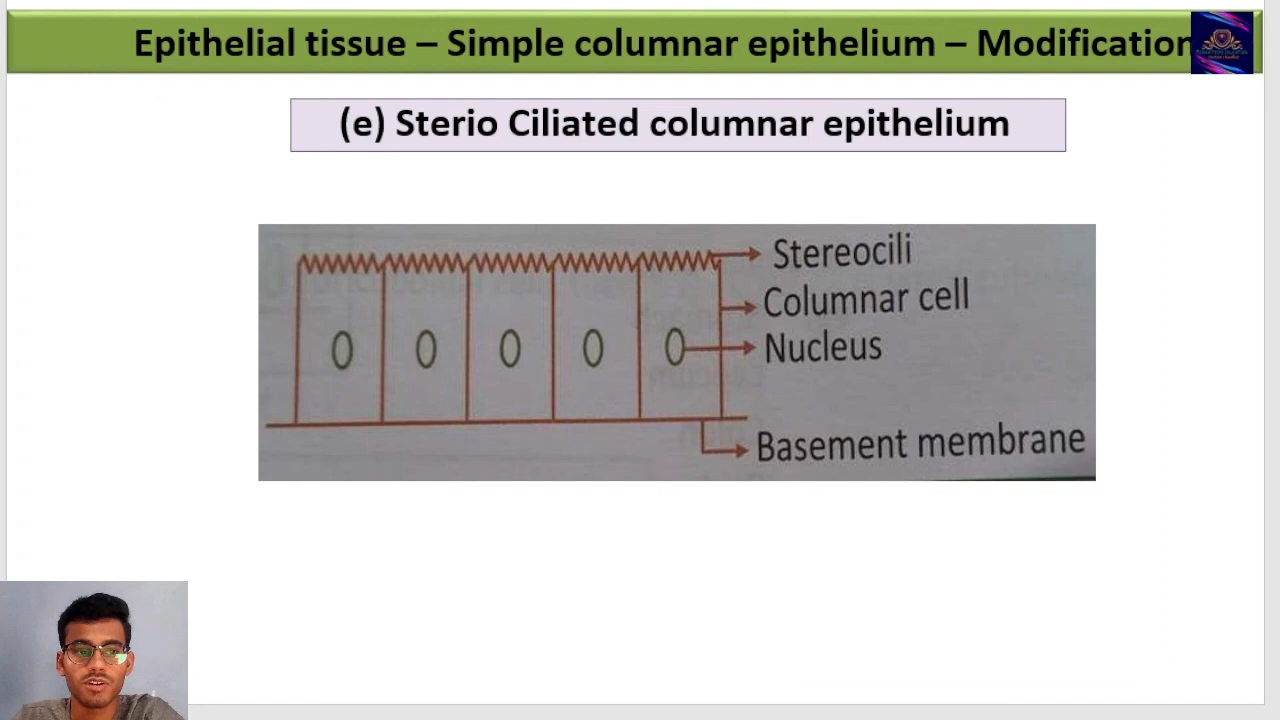 Epithelial tissue – Simple columnar epithelium – Modification
(e) Sterio Ciliated columnar epithelium
Stereocili
Columnar cell
Nucleus
Basement membrane